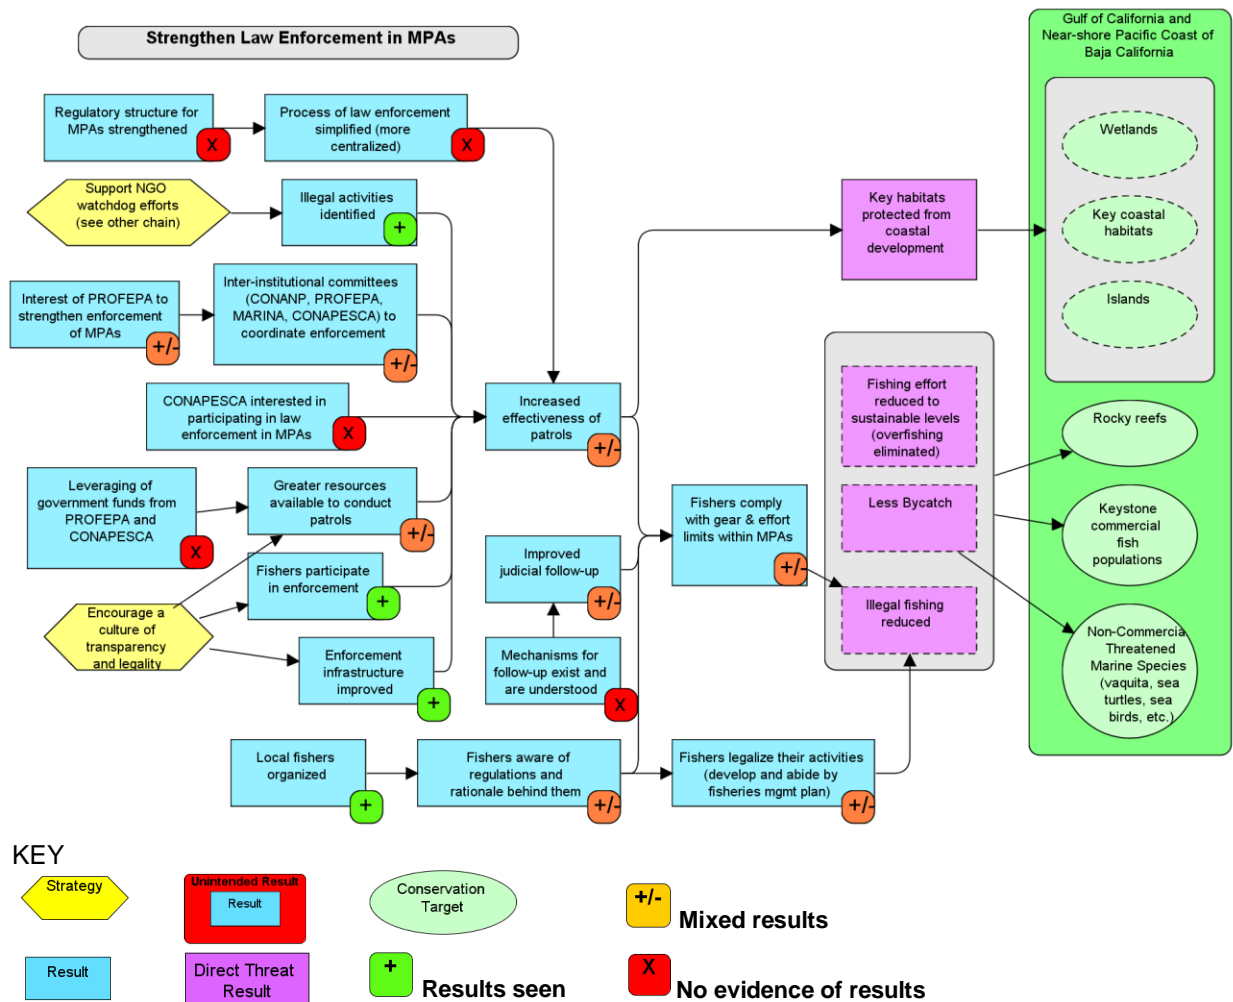 Strengthen Law Enforcement in MPAs
Gulf of California and
Near-shore Pacific Coast of
Baja California
Regulatory structure for
MPAs strengthened
X
Process of law enforcement
simplified (more
centralized)
X
Support NGO
watchdog efforts
(see other chain)
Illegal activities
identified
+
Interest of PROFEPA to
strengthen enforcement
of MPAs
+/-
Inter-institutional committees
(CONANP, PROFEPA,
MARINA, CONAPESCA) to
coordinate enforcement
+/-
CONAPESCA interested in
participating in law
enforcement in MPAs
X
Leveraging of
government funds from
PROFEPA and
CONAPESCA
X
Greater resources
available to conduct
patrols
+/-
Fishers participate
in enforcement
+
Encourage a
culture of
transparency
and legality
Enforcement
infrastructure
improved
+
Local fishers
organized
+
Fishers aware of
regulations and
rationale behind them
+/-
Increased
effectiveness of
patrols
+/-
Improved
judicial follow-up
+/-
Mechanisms for
follow-up exist and
are understood
X
Fishers comply
with gear & effort
limits within MPAs
+/-
Fishers legalize their activities
(develop and abide by
fisheries mgmt plan)
+/-
Key habitats
protected from
coastal
development
Fishing effort
reduced to
sustainable levels
(overfishing
eliminated)
Less Bycatch
Illegal fishing
reduced
Wetlands
Key coastal
habitats
Islands
Rocky reefs
Keystone
commercial
fish
populations
Non-Commercia
Threatened
Marine Species
(vaquita, sea
turtles, sea
birds, etc.)
KEY
Strategy
Unintended Result
Result
Conservation
Target
+/-
Mixed results
Result
Direct Threat
Result
+
Results seen
X
No evidence of results